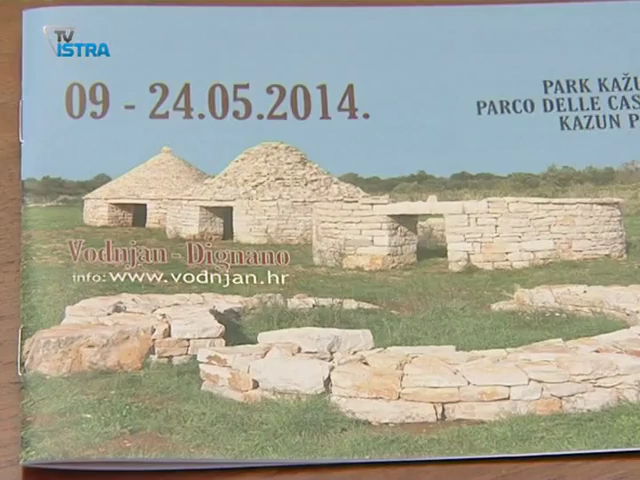 TV
ISTRA
09 - 24.05.2014.
PARK KAŽU
PARCO DELLE CAS
KAZUN P
Vodnjan - Dignano
info: www.vodnjan.hr